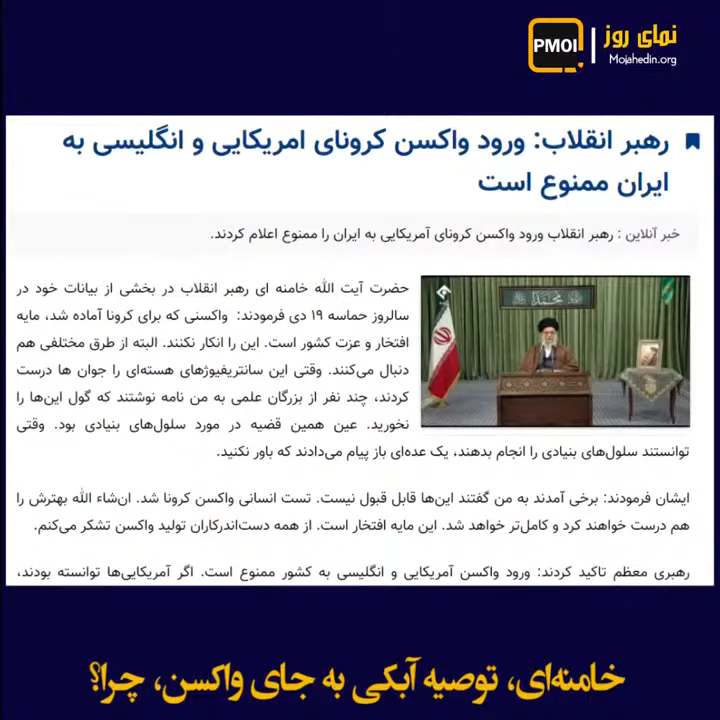 نمای روز
PMOI
Mojahedin.org
رهبر انقلاب: ورود واکسن کرونای امریکایی و انگلیسی به
ایران ممنوع است
خبر آنلاین : رهبر انقلاب ورود واکسن کرونای آمریکایی به ایران را ممنوع اعلام کردند.
حضرت آیت الله خامنه ای رهبر انقلاب در بخشی از بیانات خود در
سالروز حماسه ۱۹ دی فرمودند: واکسنی که برای کرونا آماده شد، مایه
افتخار و عزت کشور است. این را انکار نکنند. البته از طرق مختلفی هم
دنبال می‌کنند. وقتی این سانتریفیوژهای هسته‌ای را جوان ها درست
کردند، چند نفر از بزرگان علمی به من نامه نوشتند که گول این‌ها را
نخورید. عین همین قضیه در مورد سلول‌های بنیادی بود. وقتی
توانستند سلول‌های بنیادی را انجام بدهند، یک عده‌ای باز پیام می‌دادند که باور نکنید.
ایشان فرمودند: برخی آمدند به من گفتند این‌ها قابل قبول نیست. تست انسانی واکسن کرونا شد. ان‌شاء الله بهترش را
هم درست خواهند کرد و کامل‌تر خواهد شد. این مایه افتخار است. از همه دست‌اندرکاران تولید واکسن تشکر می‌کنم.
رهبری معظم تاکید کردند: ورود واکسن آمریکایی و انگلیسی به کشور ممنوع است. اگر آمریکایی‌ها توانسته بودند،
خامنه‌ای، توصیه آبکی به جای واکسن، چرا؟